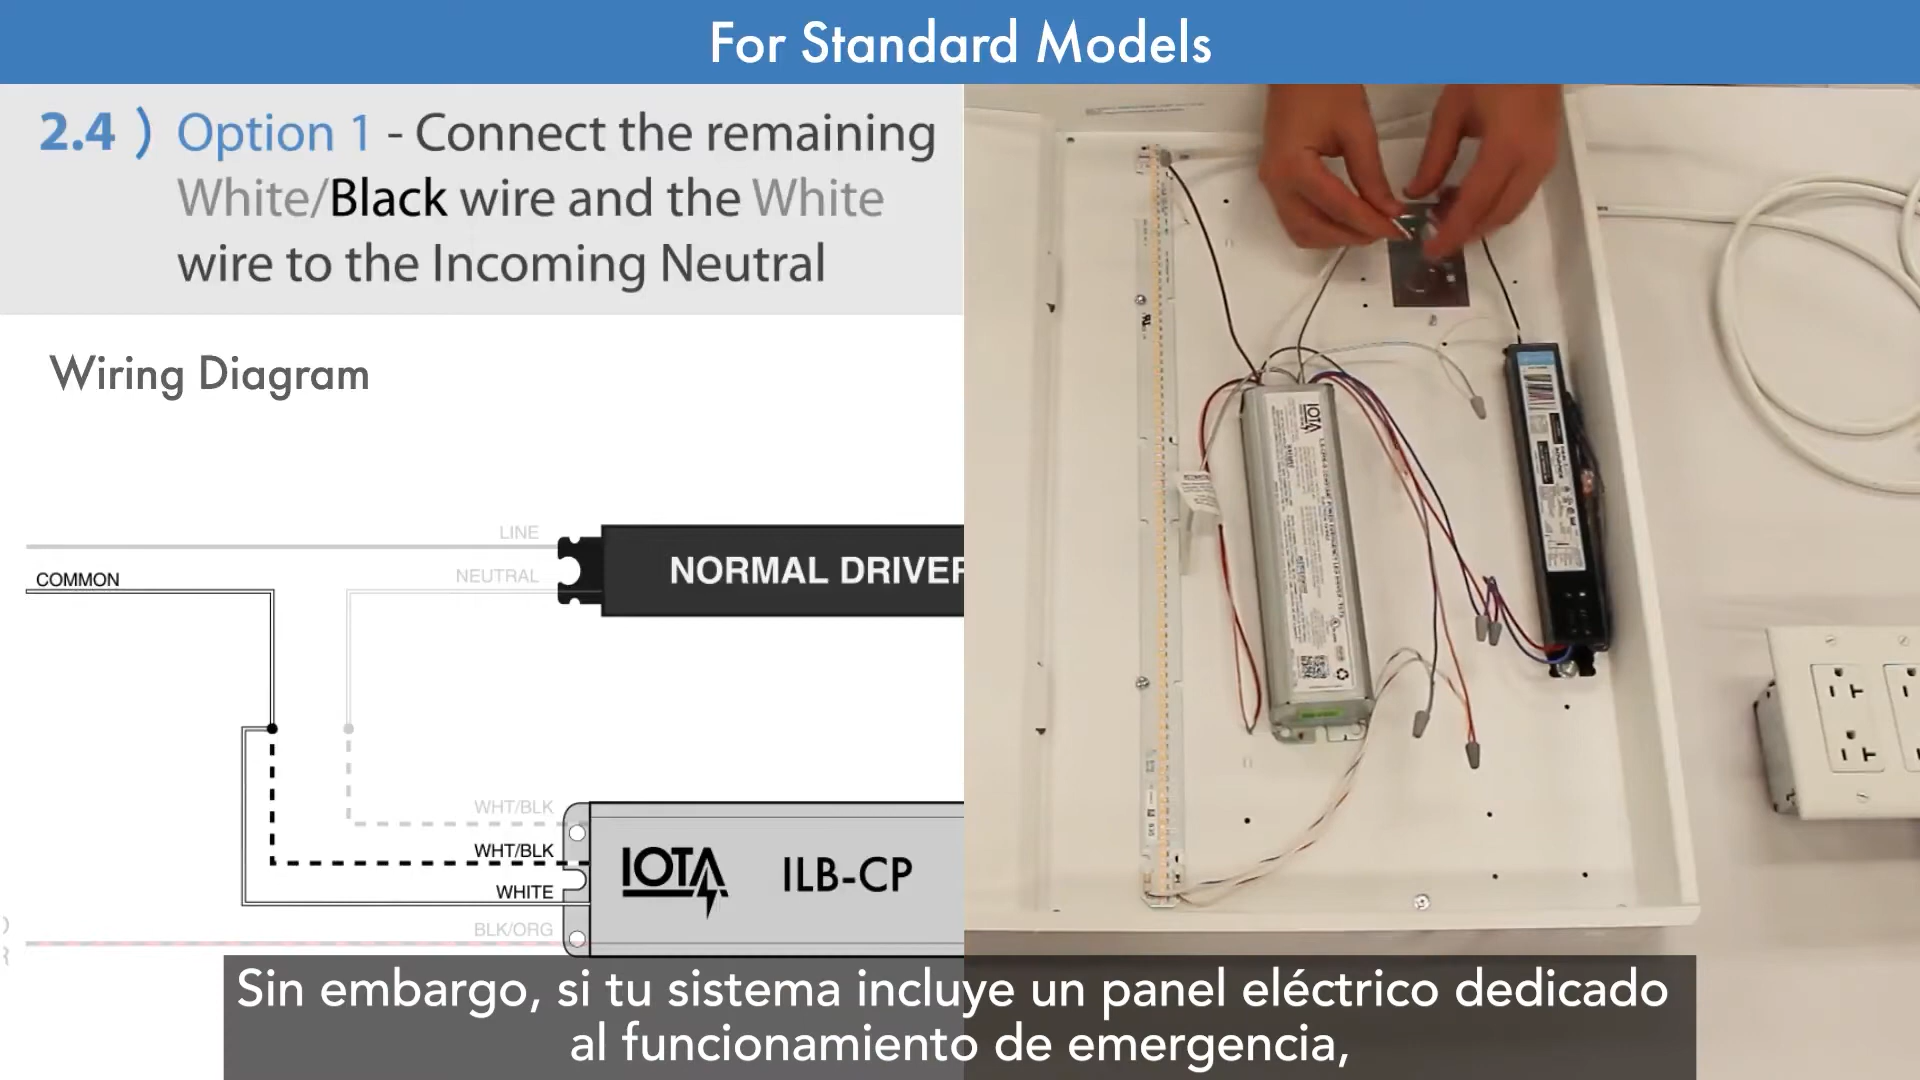 For Standard Models
2.4 ) Option 1 - Connect the remaining
White/Black wire and the White
wire to the Incoming Neutral
Wiring Diagram
LINE
COMMON
NEUTRAL
NORMAL DRIVER
WHT/BLK
WHT/BLK
WHITE
BLK/ORG
IOTA
ILB-CP
IOTA
Sin embargo, si tu sistema incluye un panel eléctrico dedicado
al funcionamiento de emergencia,